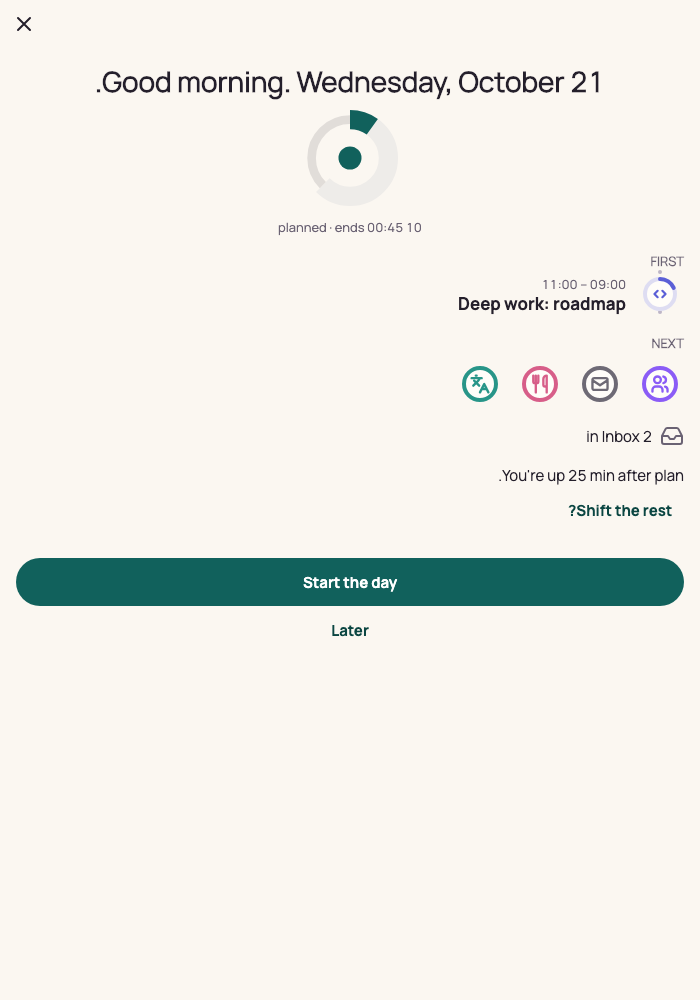 .Good morning. Wednesday, October 21
planned · ends 00:45 10
FIRST
11:00 – 09:00
Deep work: roadmap
NEXT
in Inbox 2
.You're up 25 min after plan
?Shift the rest
Start the day
Later